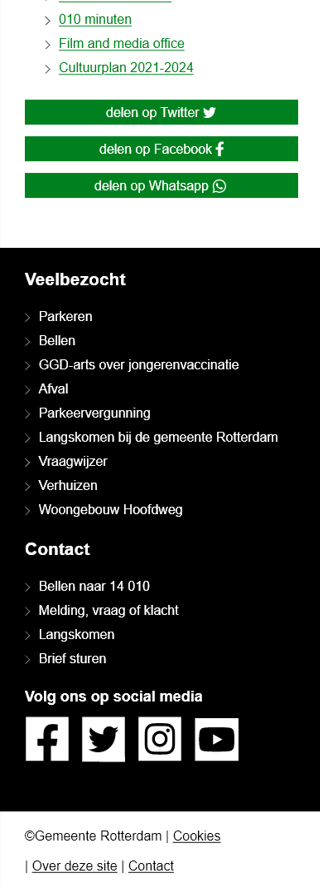 010 minuten
Film and media office
Cultuurplan 2021-2024
delen op Twitter
delen op Facebook
delen op Whatsapp
Veelbezocht
Parkeren
Bellen
GGD-arts over jongerenvaccinatie
Afval
Parkeervergunning
Langskomen bij de gemeente Rotterdam
Vraagwijzer
Verhuizen
Woongebouw Hoofdweg
Contact
Bellen naar 14 010
Melding, vraag of klacht
Langskomen
Brief sturen
Volg ons op social media
©Gemeente Rotterdam | Cookies
| Over deze site | Contact